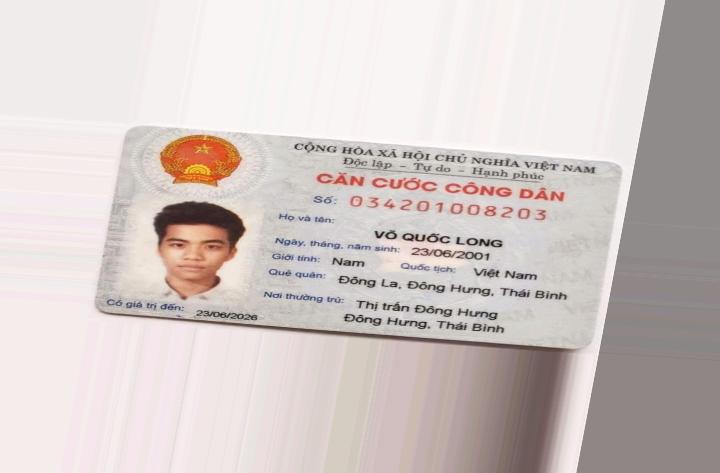 CỘNG HÒA XÃ HỘI CHỦ NGHĨA VIỆT NAM
Độc lập - Tự do - Hạnh phúc
CĂN CƯỚC CÔNG DÂN
Số: 034201008203
Họ và tên:
VÕ QUỐC LONG
Ngày, tháng, năm sinh: 23/06/2001
Giới tính: Nam Quốc tịch: Việt Nam
Quê quán: Đông La, Đông Hưng, Thái Bình
Nơi thường trú: Thị trấn Đông Hưng
Đông Hưng, Thái Bình
Có giá trị đến: 23/06/2026